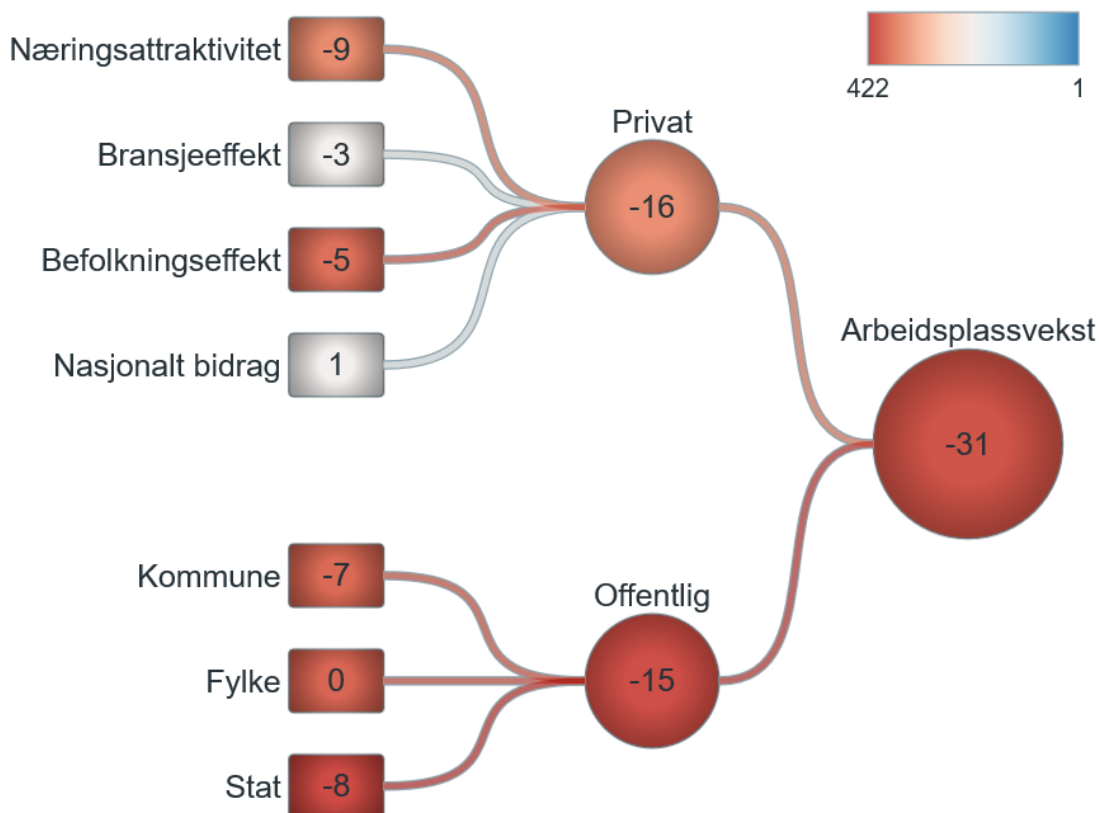 Næringsattraktivitet -9
422 1
Privat
Bransjeeffekt -3
-16
Befolkningseffekt -5
Arbeidsplassvekst
Nasjonalt bidrag 1
-31
Kommune -7
Offentlig
Fylke 0
-15
Stat -8